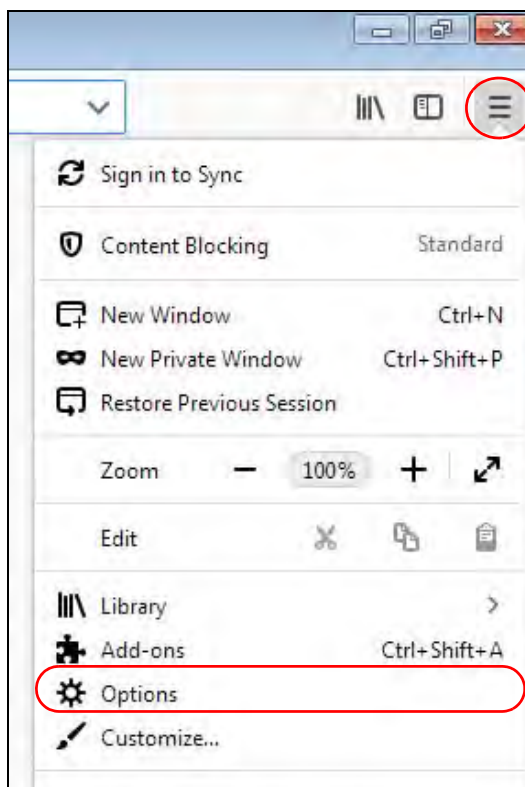 Sign in to Sync
Content Blocking Standard
New Window Ctrl+N
New Private Window Ctrl+Shift+P
Restore Previous Session
Zoom 100%
Edit
Library
Add-ons Ctrl+Shift+A
Options
Customize...